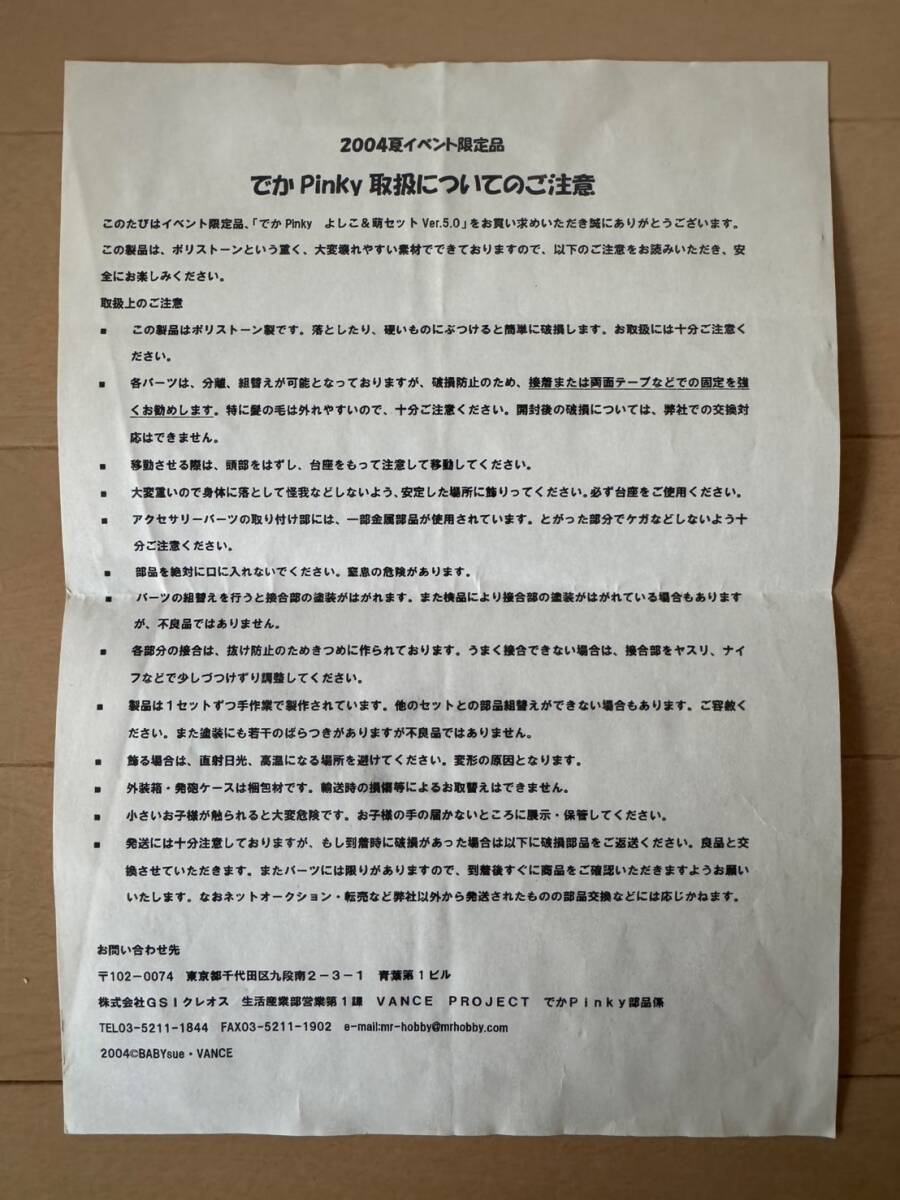 2004夏イベント限定品
でか Pinky 取扱についてのご注意
このたびはイベント限定品、「でか Pinky　よしこ＆萌セット Ver.5.0」をお買い求めいただき誠にありがとうございます。
この製品は、ポリストーンという重く、大変壊れやすい素材でできておりますので、以下のご注意をお読みいただき、安
全にお楽しみください。
取扱上のご注意
■ この製品はポリストーン製です。落としたり、硬いものにぶつけると簡単に破損します。お取扱には十分ご注意く
ださい。
■ 各パーツは、分離、組替えが可能となっておりますが、破損防止のため、接着または両面テープなどでの固定を強
くお勧めします。特に髪の毛は外れやすいので、十分ご注意ください。開封後の破損については、弊社での交換対
応はできません。
■ 移動させる際は、頭部をはずし、台座をもって注意して移動してください。
■ 大変重いので身体に落として怪我などしないよう、安定した場所に飾りってください。必ず台座をご使用ください。
■ アクセサリーパーツの取り付け部には、一部金属部品が使用されています。とがった部分でケガなどしないよう十
分ご注意ください。
■ 部品を絶対に口に入れないでください。窒息の危険があります。
■ パーツの組替えを行うと接合部の塗装がはがれます。また検品により接合部の塗装がはがれている場合もあります
が、不良品ではありません。
■ 各部分の接合は、抜け防止のためきつめに作られております。うまく接合できない場合は、接合部をヤスリ、ナイ
フなどで少しづつけずり調整してください。
■ 製品は１セットずつ手作業で製作されています。他のセットとの部品組替えができない場合もあります。ご容赦く
ださい。また塗装にも若干のばらつきがありますが不良品ではありません。
■ 飾る場合は、直射日光、高温になる場所を避けてください。変形の原因となります。
■ 外装箱・発砲ケースは梱包材です。輸送時の損傷等によるお取替えはできません。
■ 小さいお子様が触られると大変危険です。お子様の手の届かないところに展示・保管してください。
■ 発送には十分注意しておりますが、もし到着時に破損があった場合は以下に破損部品をご返送ください。良品と交
換させていただきます。またパーツには限りがありますので、到着後すぐに商品をご確認いただきますようお願い
いたします。なおネットオークション・転売など弊社以外から発送されたものの部品交換などには応じかねます。
お問い合わせ先
〒102-0074　東京都千代田区九段南２－３－１　青葉第１ビル
株式会社ＧＳＩクレオス　生活産業部営業第１課　ＶＡＮＣＥ　ＰＲＯＪＥＣＴ　でかＰｉｎｋｙ部品係
TEL03-5211-1844　FAX03-5211-1902　e-mail:mr-hobby@mrhobby.com
2004©BABYsue・VANCE